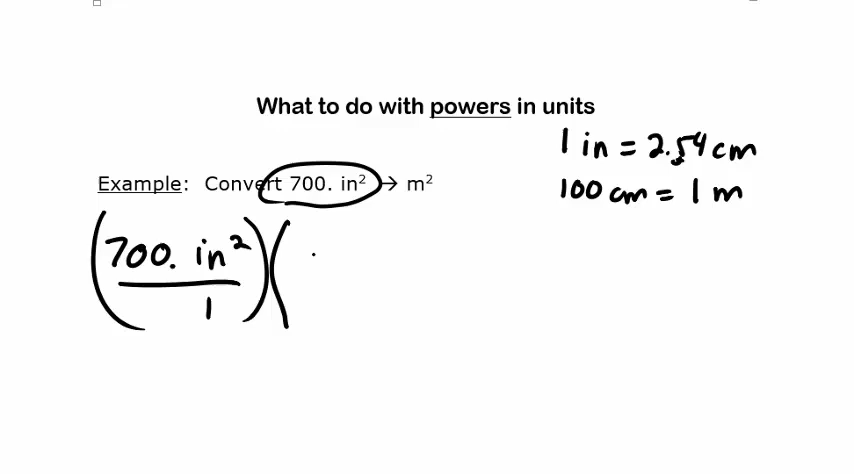 What to do with powers in units
1 in = 2.54 cm
Example: Convert 700. in² → m²
100 cm = 1 m
(700. in²
1) (